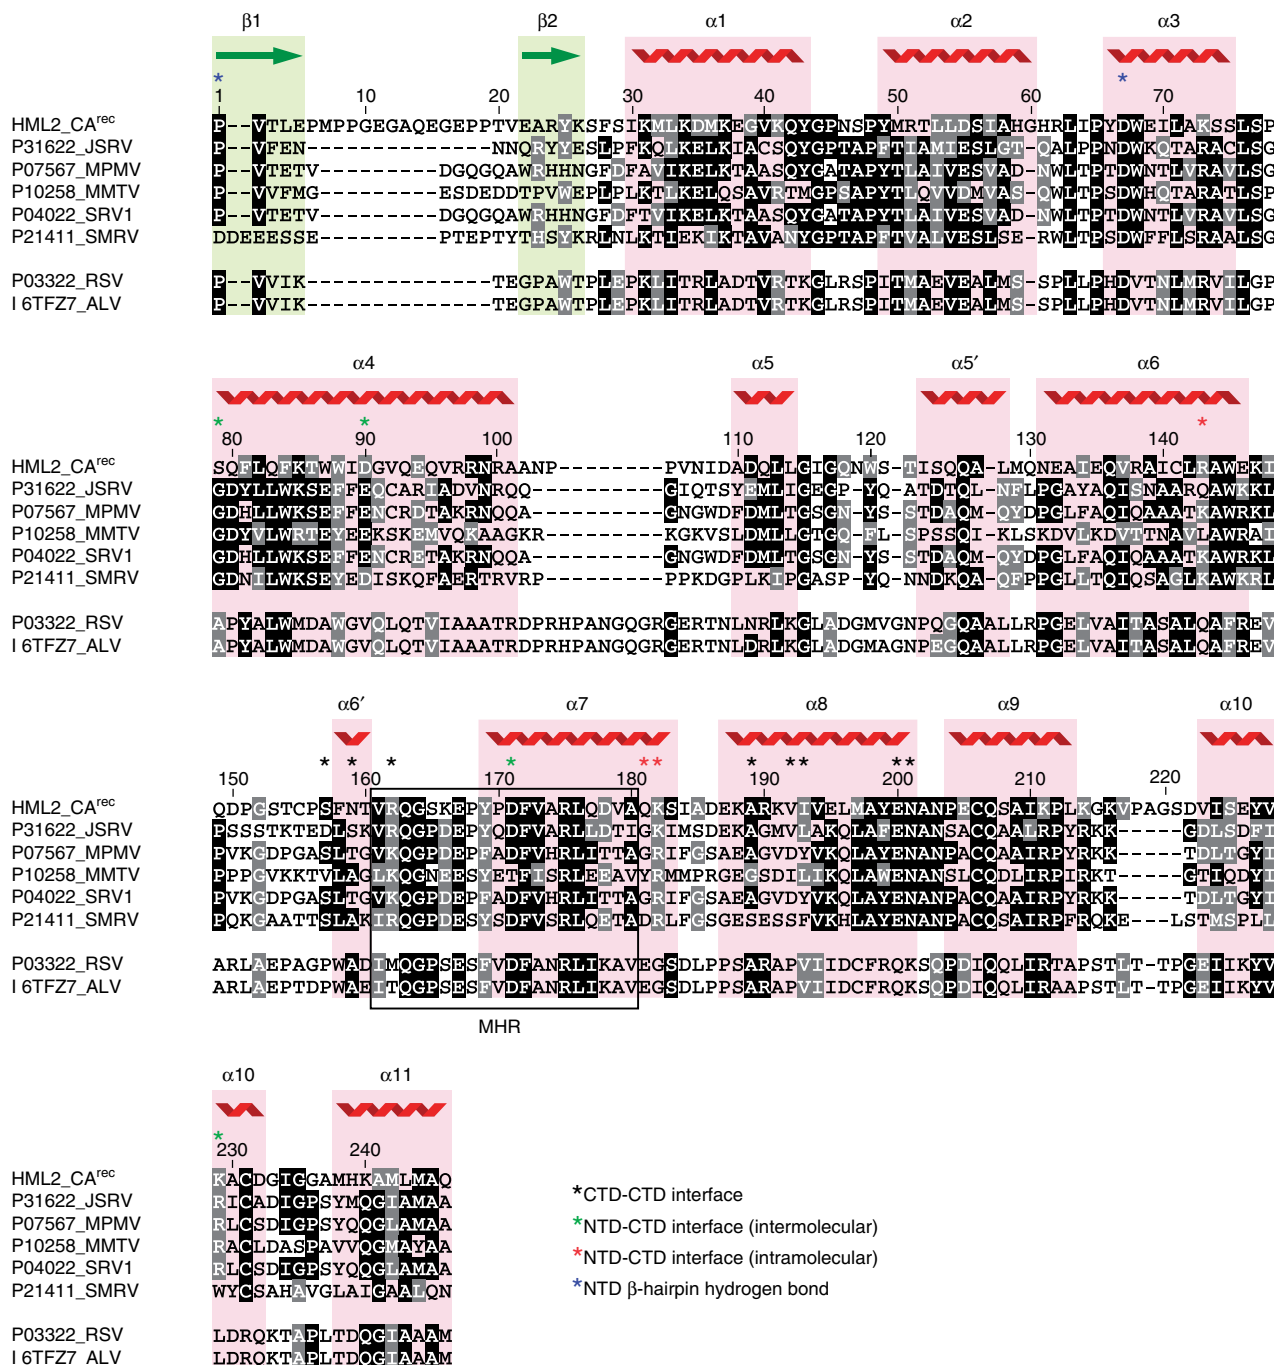 β1 β2 α1 α2 α3
* *
1 10 20 30 40 50 60 70
HML2_CArec P--VTLEPMPPGEGAQEGEPPTVEARYKSFSIKMLKDMKEGVKQYGPNSPYMRTLLDSIAHGHRLIPYDWEILAKSSLSP
P31622_JSRV P--VFEN--------------NNQRYYESLPFKQLKELKIACSQYGPTAPFTIAMIESLGT-QALPPNDWKQTARACLSG
P07567_MPMV P--VTETV---------DGQGQAWRHHNGFDFAVIKELKTAASQYGPTAPYTLAIVESVAD-NWLTPTDWNTLVRAVLSG
P10258_MMTV P--VVFMG---------ESDEDDTPVWEPLPLKTLKELQSAVRTMGPSAPYTLQVVDMVAS-QWLTPSDWHQTARATLSP
P04022_SRV1 P--VTETV---------DGQGQAWRHHNGFDFTVIKELKTAASQYGATAPYTLAIVESVAD-NWLTPTDWNTLVRAVLSG
P21411_SMRV DDEEESSE---------PTEPTYTHSYKRLNLKTIEKIKTAVANYGPTAPFTVALVESLSE-RWLTPSDWFFLSRAALSG
P03322_RSV P--VVIK--------------TEGPAWTPLEPKLITRLADTVRTKGLRSPITMAEVEALMS-SPLLPHDVTNLMRVILGP
I6TFZ7_ALV P--VVIK--------------TEGPAWTPLEPKLITRLADTVRTKGLRSPITMAEVEALMS-SPLLPHDVTNLMRVILGP
α4 α5 α5′ α6
* * *
80 90 100 110 120 130 140
HML2_CArec SQFLQFKTWWIDGVQEQVRRNRAANP--------PVNIDADQLLGIGQNWS-TISQQA-LMQNEAIEQVRAICLRAWEKI
P31622_JSRV GDYLLWKSEFFEQCARIADVNRQQ----------GIQTSYEMLIGEGP-YQ-ATDTQL-NFLPGAYAQISNAARQAWKKL
P07567_MPMV GDHLLWKSEFFENCRDTAKRNQQA----------GNGWDFDMLTGSGN-YS-STDAQM-QYDPGLFAQIQAAATKAWRKL
P10258_MMTV GDYVLWRTEYEEKSKEMVQKAAGKR---------KGKVSLDMLLGTGQ-FL-SPSSQI-KLSKDVLKDVTTNAVLAWRAI
P04022_SRV1 GDHLLWKSEFFENCRETAKRNQQA----------GNGWDFDMLTGSGN-YS-STDAQM-QYDPGLFAQIQAAATKAWRKL
P21411_SMRV GDNILWKSEYEDISKQFAERTRVRP---------PPKDGPLKIPGASP-YQ-NNDKQA-QFPPGLLTQIQSAGLKAWKRL
P03322_RSV APYALWMDAWGVQLQTVIAAATRDPRHPANGQGRGERTNLNRLKGLADGMVGNPQGQAALLRPGELVAITASALQAFREV
I6TFZ7_ALV APYALWMDAWGVQLQTVIAAATRDPRHPANGQGRGERTNLDRLKGLADGMAGNPEGQAALLRPGELVAITASALQAFREV
α6′ α7 α8 α9 α10
* * * * ** * ** **
150 160 170 180 190 200 210 220
HML2_CArec QDPGSTCPSFNTVRQGSKEPYPDFVARLQDVAQKSIADEKARKVIVELMAYENANPECQSAIKPLKGKVPAGSDVISEYV
P31622_JSRV PSSSTKTEDLSKVRQGPDEPYQDFVARLLDTIGKIMSDEKAGMVLAKQLAFENANSACQAALRPYRKK-----GDLSDFI
P07567_MPMV PVKGDPGASLTGVKQGPDEPFADFVHRLITTAGRIFGSAEAGVDYVKQLAYENANPACQAAIRPYRKK-----TDLTGYI
P10258_MMTV PPPGVKKTVLAGLKQGNEESYETFISRLEEAVYRMMPRGEGSDILIKQLAWENANSLCQDLIRPIRKT-----GTIQDYI
P04022_SRV1 PVKGDPGASLTGVKQGPDEPFADFVHRLITTAGRIFGSAEAGVDYVKQLAYENANPACQAAIRPYRKK-----TDLTGYI
P21411_SMRV PQKGAATTSLAKIRQGPDESYSDFVSRLQETADRLFGSGESESSFVKHLAYENANPACQSAIRPFRQKE----LSTMSPLL
P03322_RSV ARLAEPAGPWADIMQGPSESFVDFANRLIKAVEGSDLPPSARAPVIIDCFRQKSQPDIQQLIRTAPSTLT-TPGEIIKYV
I6TFZ7_ALV ARLAEPTDPWAEITQGPSESFVDFANRLIKAVEGSDLPPSARAPVIIDCFRQKSQPDIQQLIRAAPSTLT-TPGEIIKYV
MHR
α10 α11
*
230 240
HML2_CArec KACDGIGGAMHKAMLMAQ
P31622_JSRV RICADIGPSYMQGIAMAA
P07567_MPMV RLCSDIGPSYQQGLAMAA
P10258_MMTV RACLDASPAVVQGMAYAA
P04022_SRV1 RLCSDIGPSYQQGLAMAA
P21411_SMRV WYCSAHAVGLAIGAALQN
P03322_RSV LDRQKTAPLTDQGIAAAM
I6TFZ7_ALV LDRQKTAPLTDQGIAAAM
*CTD-CTD interface
*NTD-CTD interface (intermolecular)
*NTD-CTD interface (intramolecular)
*NTD β-hairpin hydrogen bond